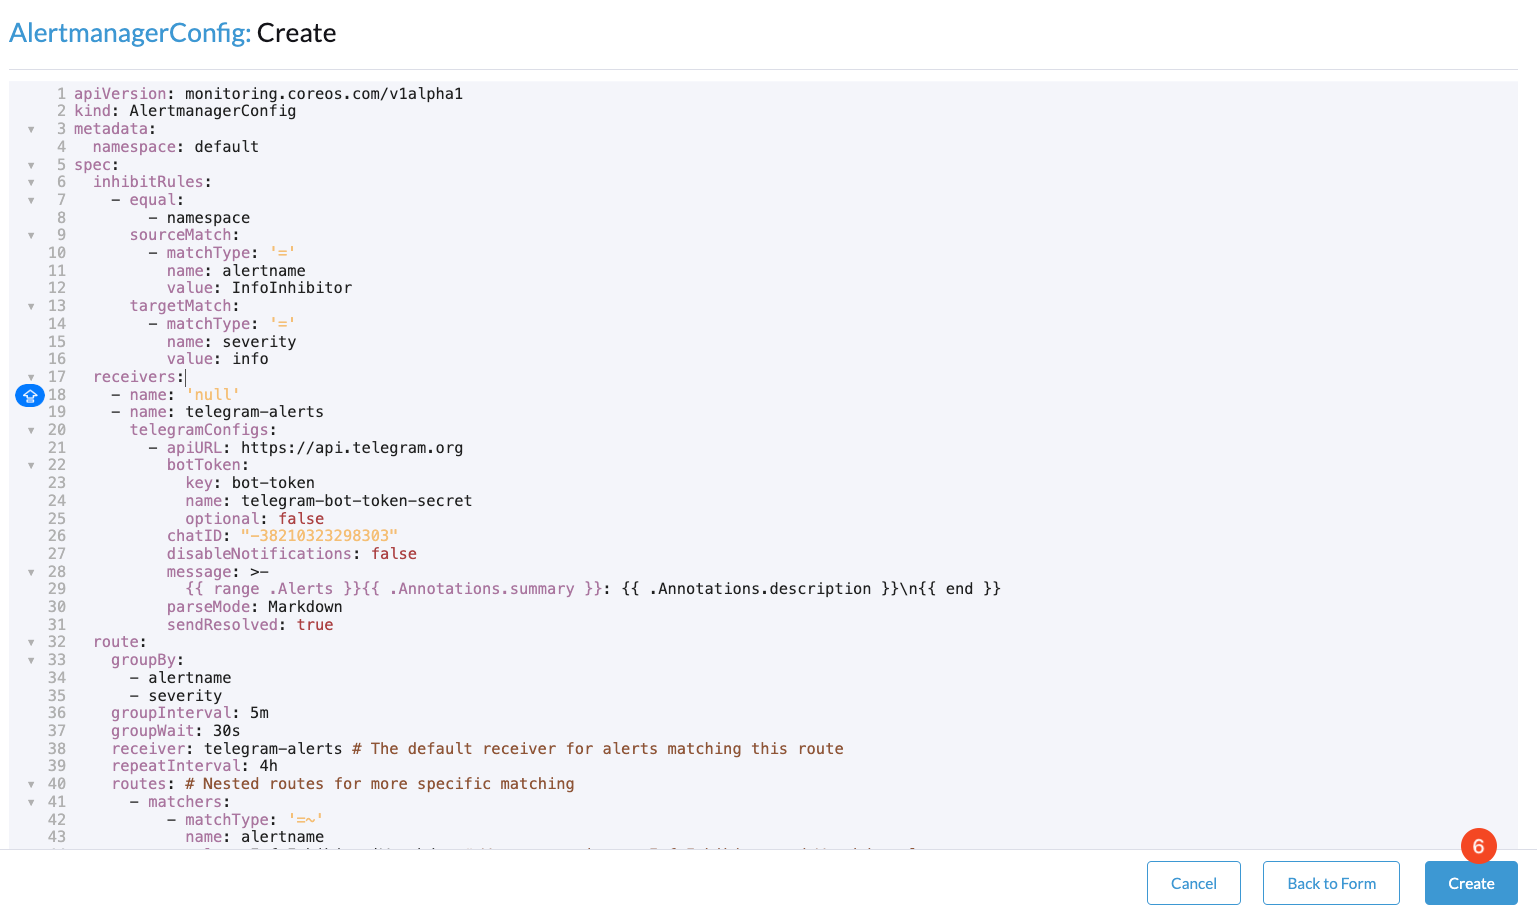 AlertmanagerConfig: Create
1 apiVersion: monitoring.coreos.com/v1alpha1
2 kind: AlertmanagerConfig
3 metadata:
4   namespace: default
5 spec:
6   inhibitRules:
7     - equal:
8         - namespace
9       sourceMatch:
10         - matchType: '='
11           name: alertname
12           value: InfoInhibitor
13       targetMatch:
14         - matchType: '='
15           name: severity
16           value: info
17   receivers:
18     - name: 'null'
19     - name: telegram-alerts
20       telegramConfigs:
21         - apiURL: https://api.telegram.org
22           botToken:
23             key: bot-token
24             name: telegram-bot-token-secret
25             optional: false
26           chatID: "-38210323298303"
27           disableNotifications: false
28           message: >-
29             {{ range .Alerts }}{{ .Annotations.summary }}: {{ .Annotations.description }}\n{{ end }}
30           parseMode: Markdown
31           sendResolved: true
32   route:
33     groupBy:
34       - alertname
35       - severity
36     groupInterval: 5m
37     groupWait: 30s
38     receiver: telegram-alerts # The default receiver for alerts matching this route
39     repeatInterval: 4h
40     routes: # Nested routes for more specific matching
41       - matchers:
42           - matchType: '=~'
43             name: alertname
6
Cancel
Back to Form
Create